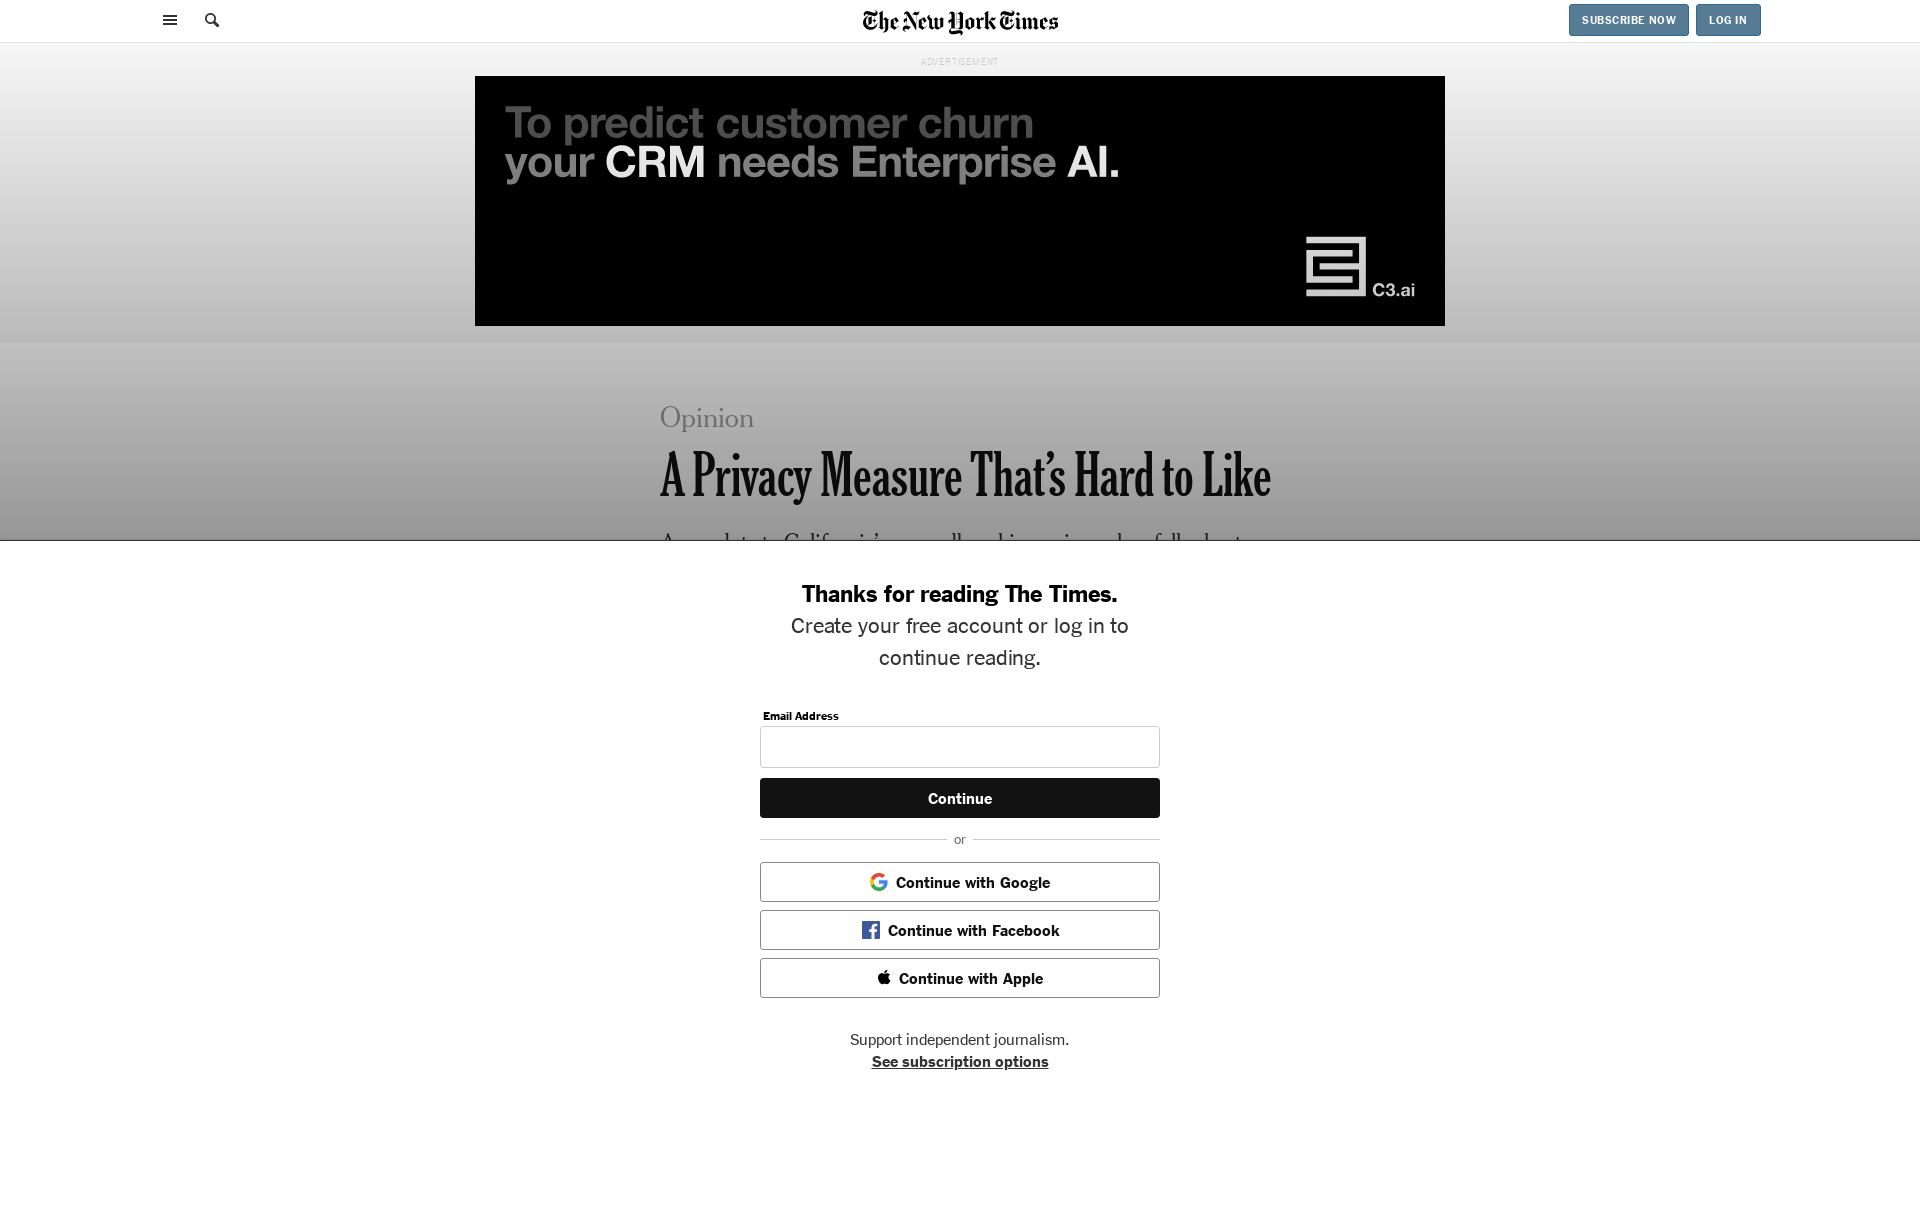 The New York Times
SUBSCRIBE NOW
LOG IN
ADVERTISEMENT
To predict customer churn
your CRM needs Enterprise AI.
C3.ai
Opinion
A Privacy Measure That's Hard to Like
Thanks for reading The Times.
Create your free account or log in to
continue reading.
Email Address
Continue
or
Continue with Google
Continue with Facebook
Continue with Apple
Support independent journalism.
See subscription options